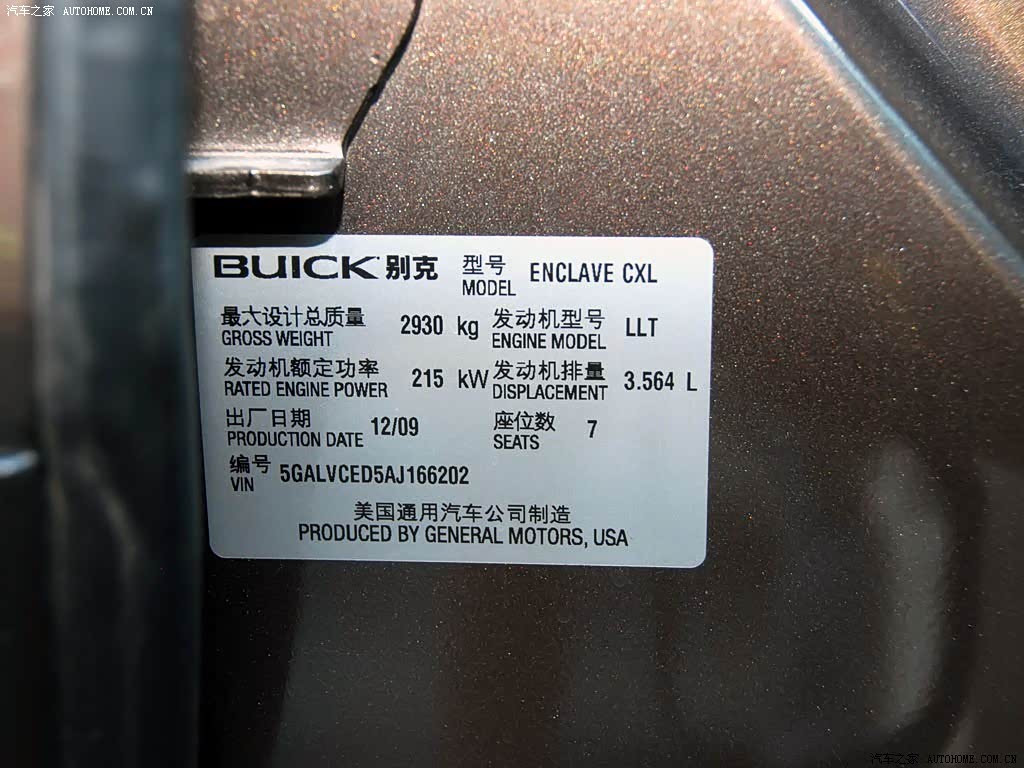 汽车之家 AUTOHOME.COM.CN
BUICK 别克 型号 MODEL ENCLAVE CXL
最大设计总质量 GROSS WEIGHT 2930 kg 发动机型号 ENGINE MODEL LLT
发动机额定功率 RATED ENGINE POWER 215 kW 发动机排量 DISPLACEMENT 3.564 L
出厂日期 PRODUCTION DATE 12/09 座位数 SEATS 7
编号 VIN 5GALVCED5AJ166202
美国通用汽车公司制造
PRODUCED BY GENERAL MOTORS, USA
汽车之家 AUTOHOME.COM.CN